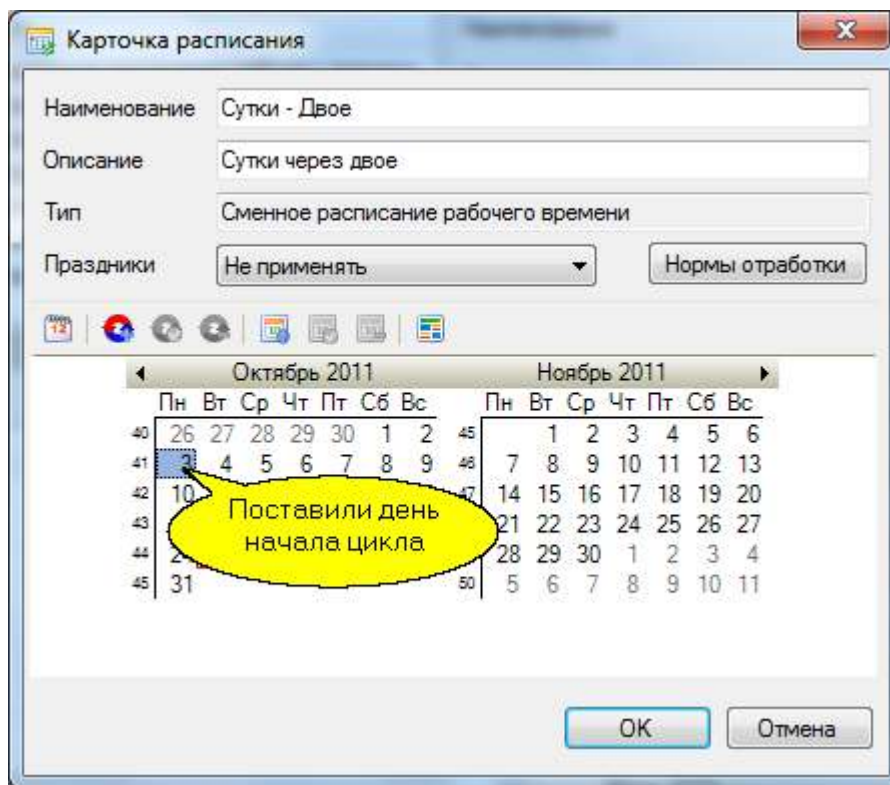 Карточка расписания
Наименование Сутки - Двое
Описание Сутки через двое
Тип Сменное расписание рабочего времени
Праздники Не применять Нормы отработки
12
Октябрь 2011 Ноябрь 2011
Пн Вт Ср Чт Пт Сб Вс Пн Вт Ср Чт Пт Сб Вс
40 26 27 28 29 30 1 2 45 1 2 3 4 5 6
41 3 4 5 6 7 8 9 46 7 8 9 10 11 12 13
42 10 14 15 16 17 18 19 20
43 21 22 23 24 25 26 27
44 28 29 30 1 2 3 4
45 31 50 5 6 7 8 9 10 11
Поставили день
начала цикла
OK Отмена